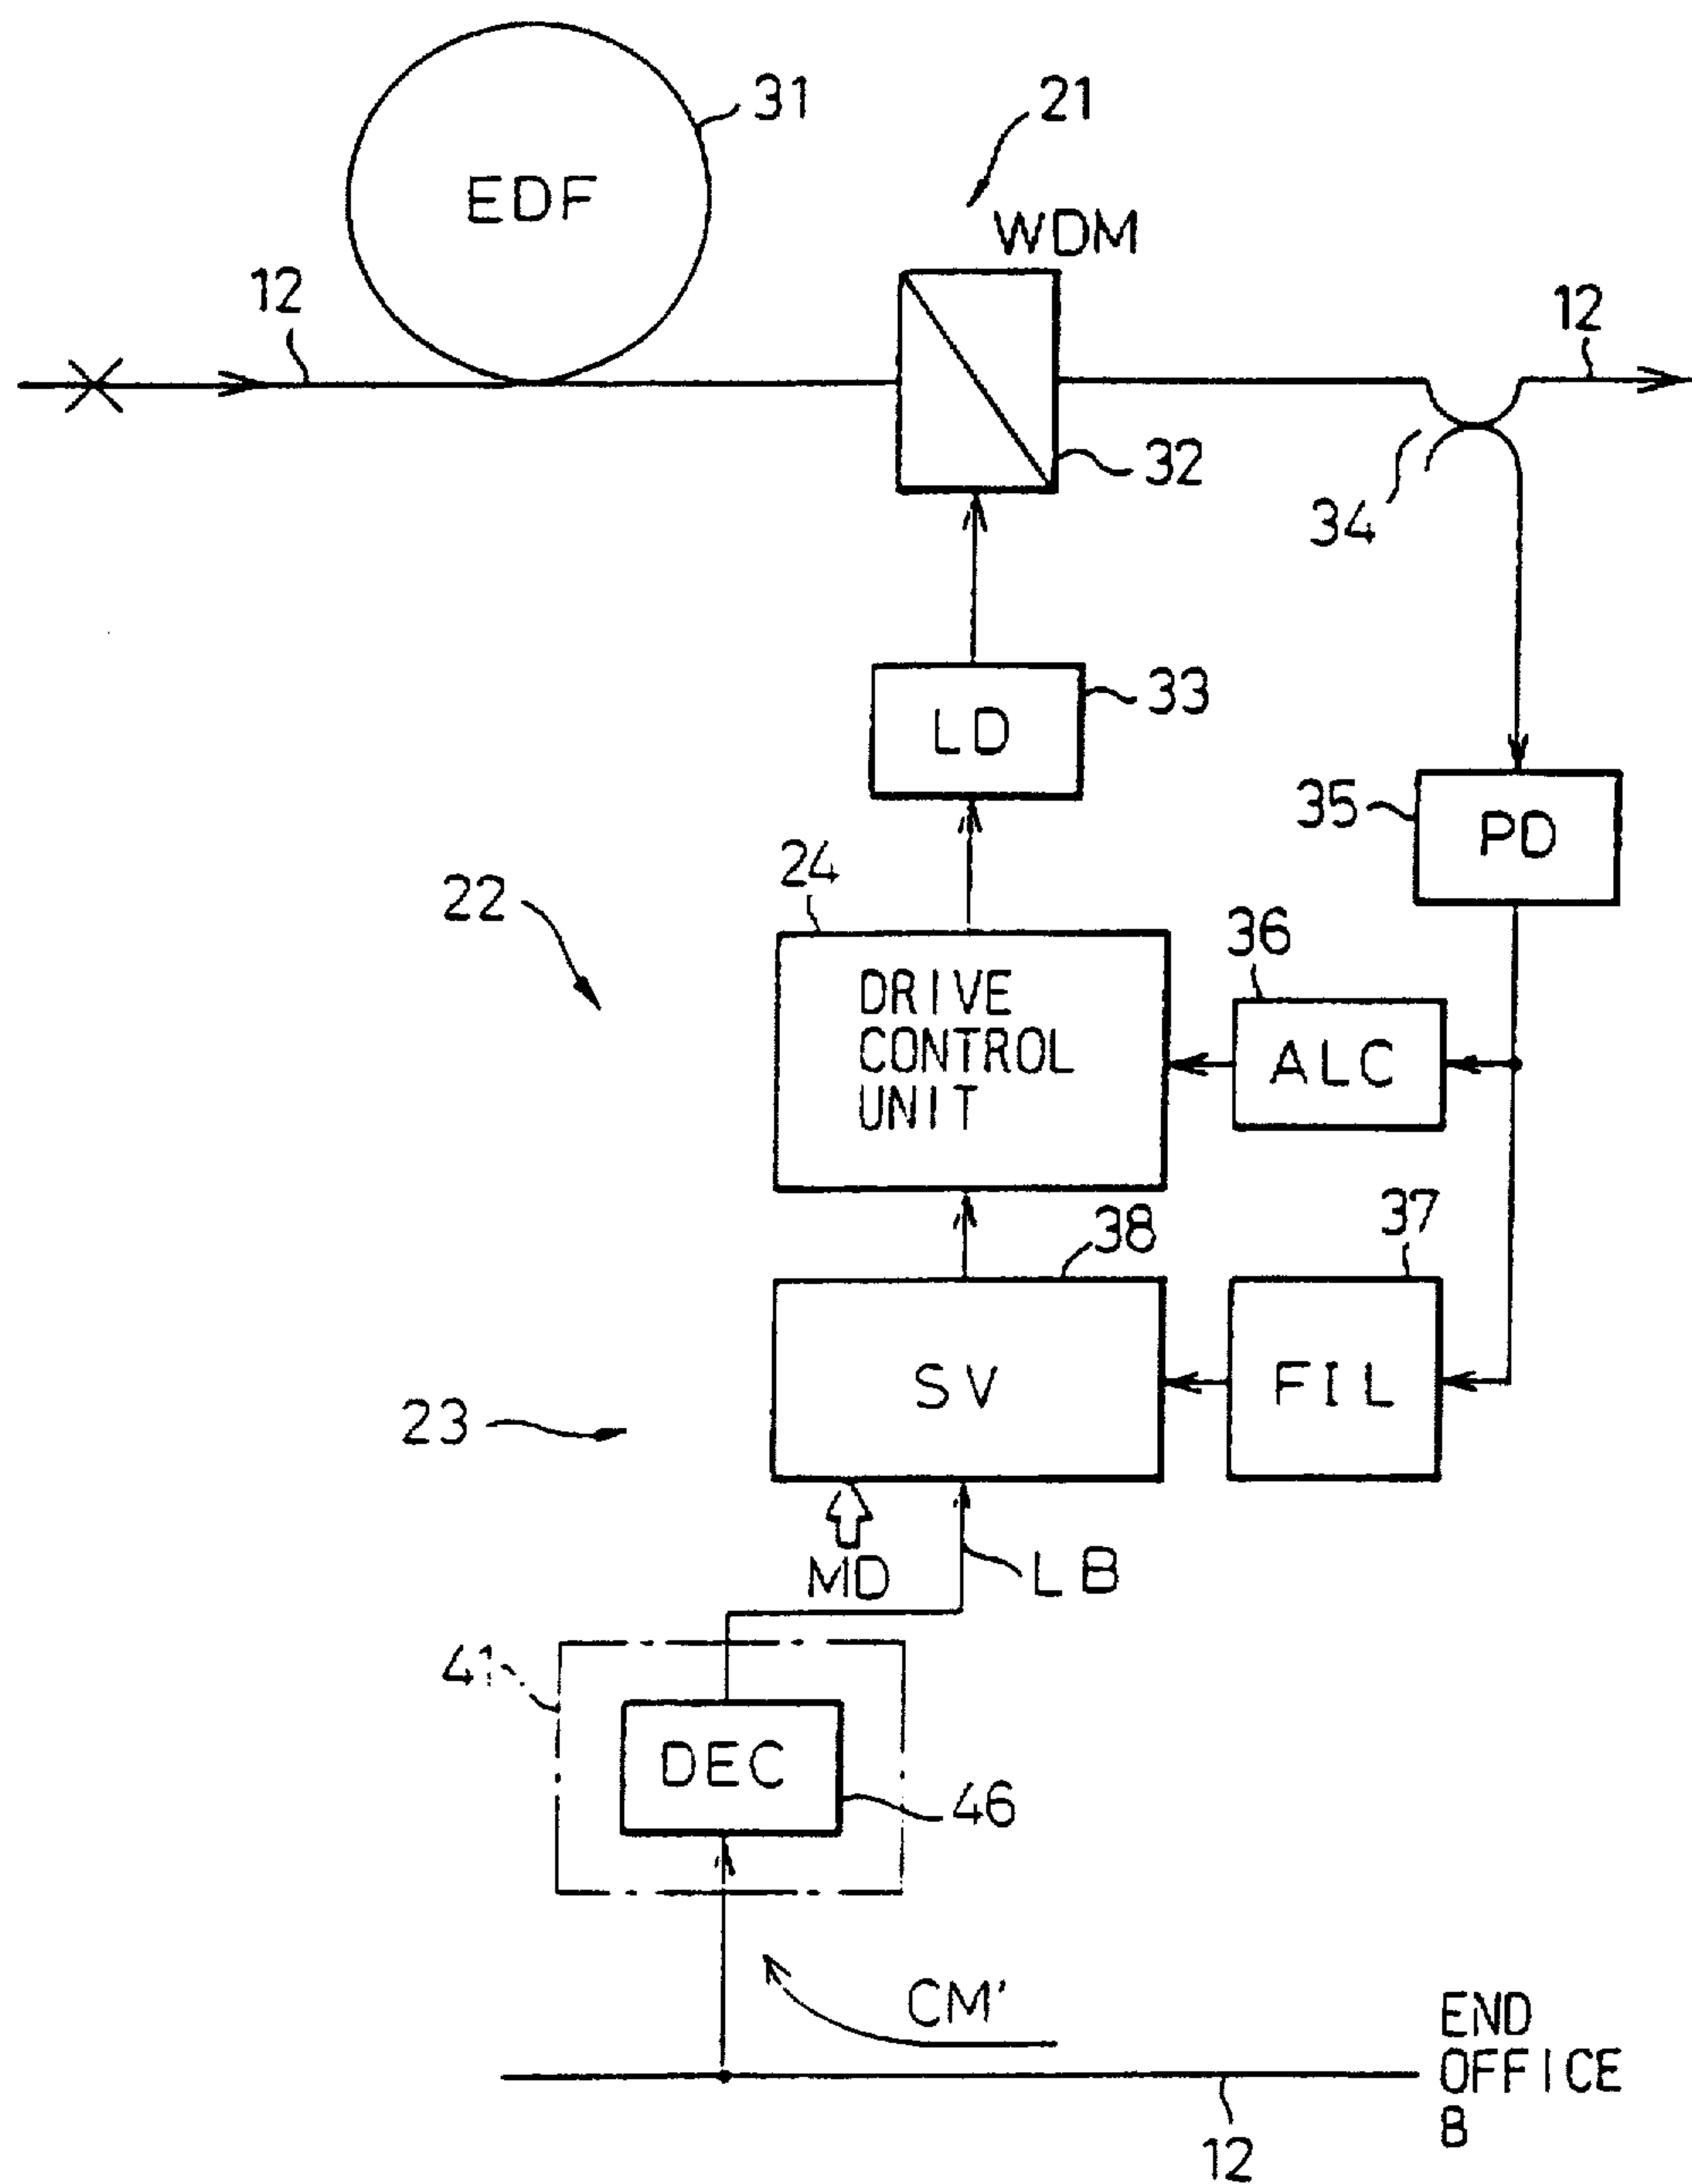 31
EDF
21
WDM
12
12
32
34
LD
33
35
PD
24
22
36
DRIVE
CONTROL
UNIT
ALC
38
37
SV
FIL
23
MD
LB
41
DEC
46
CM'
END
OFFICE
B
12